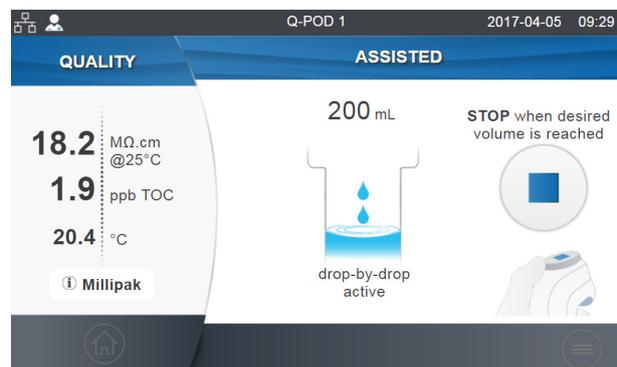 Q-POD 1
2017-04-05 09:29
QUALITY
ASSISTED
18.2 MΩ.cm
@25°C
1.9 ppb TOC
20.4 °C
i Millipak
200 mL
drop-by-drop
active
STOP when desired
volume is reached